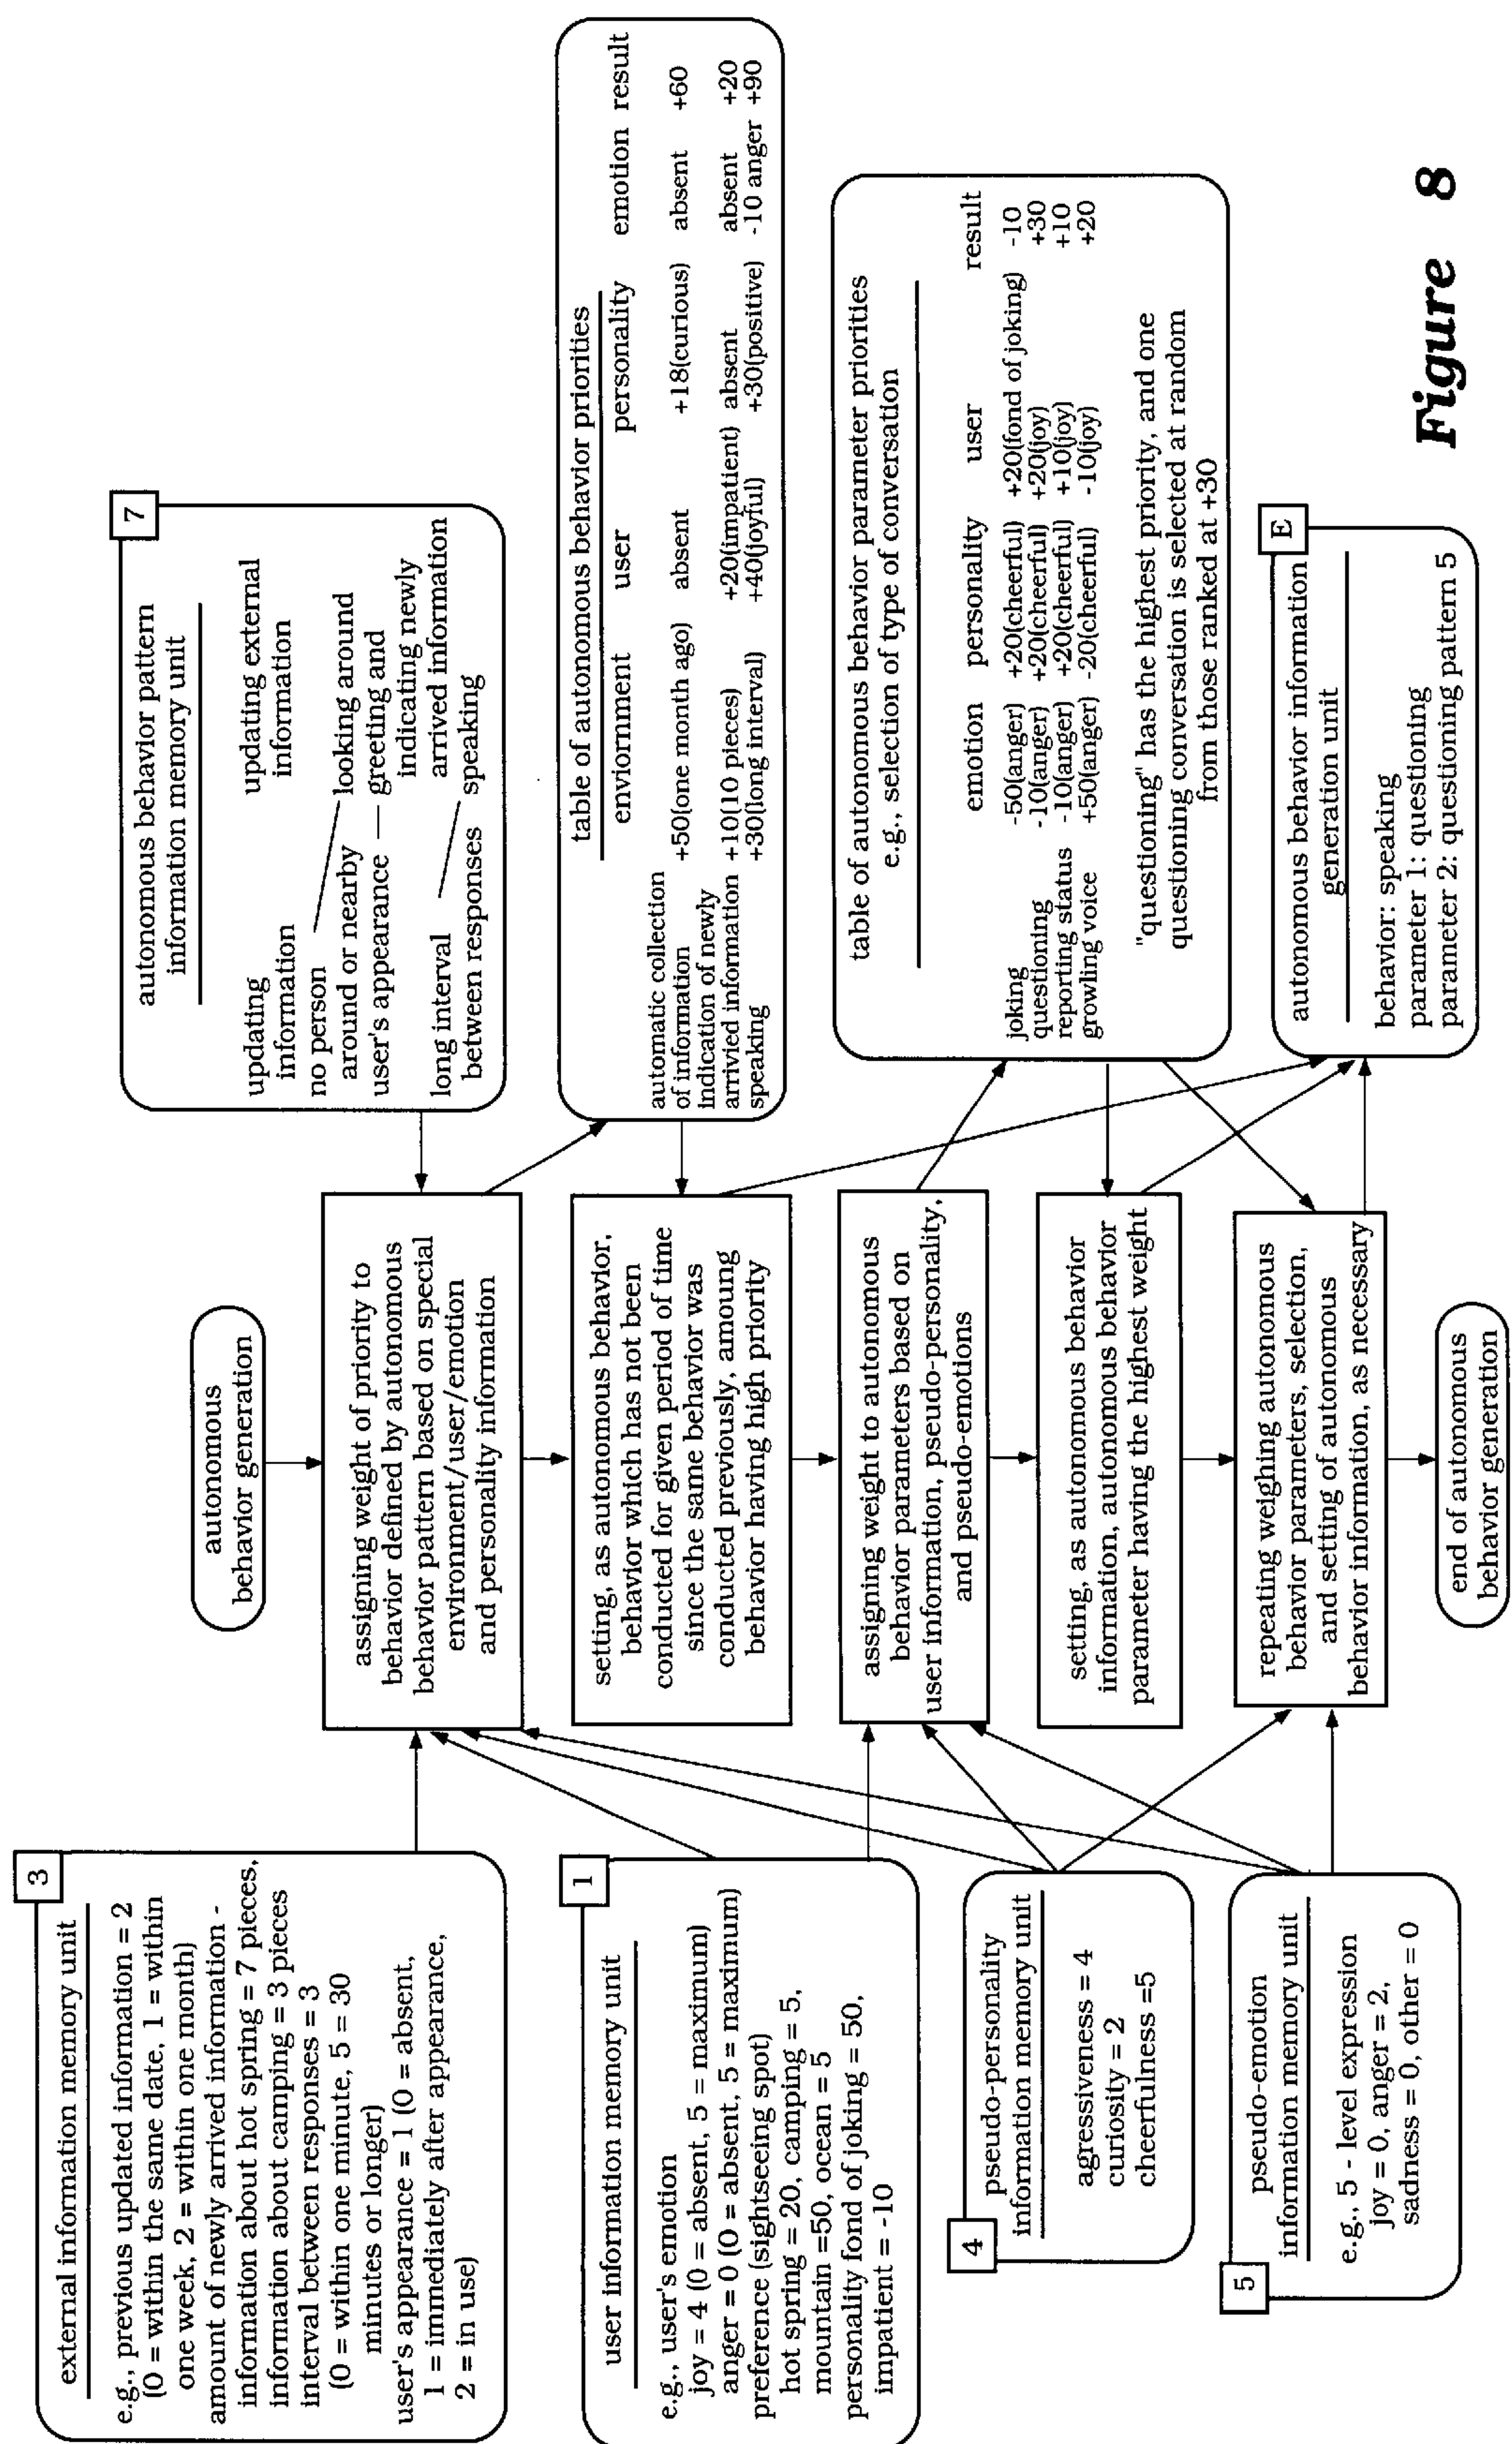 autonomous
behavior generation
3
external information memory unit
e.g., previous updated information = 2
(0 = within the same date, 1 = within
one week, 2 = within one month)
amount of newly arrived information -
information about hot spring = 7 pieces,
information about camping = 3 pieces
interval between responses = 3
(0 = within one minute, 5 = 30
minutes or longer)
user's appearance = 1 (0 = absent,
1 = immediately after appearance,
2 = in use)
1
user information memory unit
e.g., user's emotion
joy = 4 (0 = absent, 5 = maximum)
anger = 0 (0 = absent, 5 = maximum)
preference (sightseeing spot)
hot spring = 20, camping = 5,
mountain =50, ocean = 5
personality fond of joking = 50,
impatient = -10
4
pseudo-personality
information memory unit
agressiveness = 4
curiosity = 2
cheerfulness =5
5
pseudo-emotion
information memory unit
e.g., 5 - level expression
joy = 0, anger = 2,
sadness = 0, other = 0
assigning weight of priority to
behavior defined by autonomous
behavior pattern based on special
environment/user/emotion
and personality information
setting, as autonomous behavior,
behavior which has not been
conducted for given period of time
since the same behavior was
conducted previously, amoung
behavior having high priority
assigning weight to autonomous
behavior parameters based on
user information, pseudo-personality,
and pseudo-emotions
setting, as autonomous behavior
information, autonomous behavior
parameter having the highest weight
repeating weighing autonomous
behavior parameters, selection,
and setting of autonomous
behavior information, as necessary
end of autonomous
behavior generation
7
autonomous behavior pattern
information memory unit
updating updating external
information information
no person looking around
around or nearby
user's appearance greeting and
indicating newly
arrived information
long interval speaking
between responses
table of autonomous behavior priorities
enviornment user personality emotion result
automatic collection
of information +50(one month ago) absent +18(curious) absent +60
indication of newly
arrivied information +10(10 pieces) +20(impatient) absent absent +20
speaking +30(long interval) +40(joyful) +30(positive) -10 anger +90
table of autonomous behavior parameter priorities
e.g., selection of type of conversation
emotion personality user result
joking -50(anger) +20(cheerful) +20(fond of joking) -10
questioning -10(anger) +20(cheerful) +20(joy) +30
reporting status -10(anger) +20(cheerful) +10(joy) +10
growling voice +50(anger) -20(cheerful) -10(joy) +20
"questioning" has the highest priority, and one
questioning conversation is selected at random
from those ranked at +30
E
autonomous behavior information
generation unit
behavior: speaking
parameter 1: questioning
parameter 2: questioning pattern 5
Figure 8